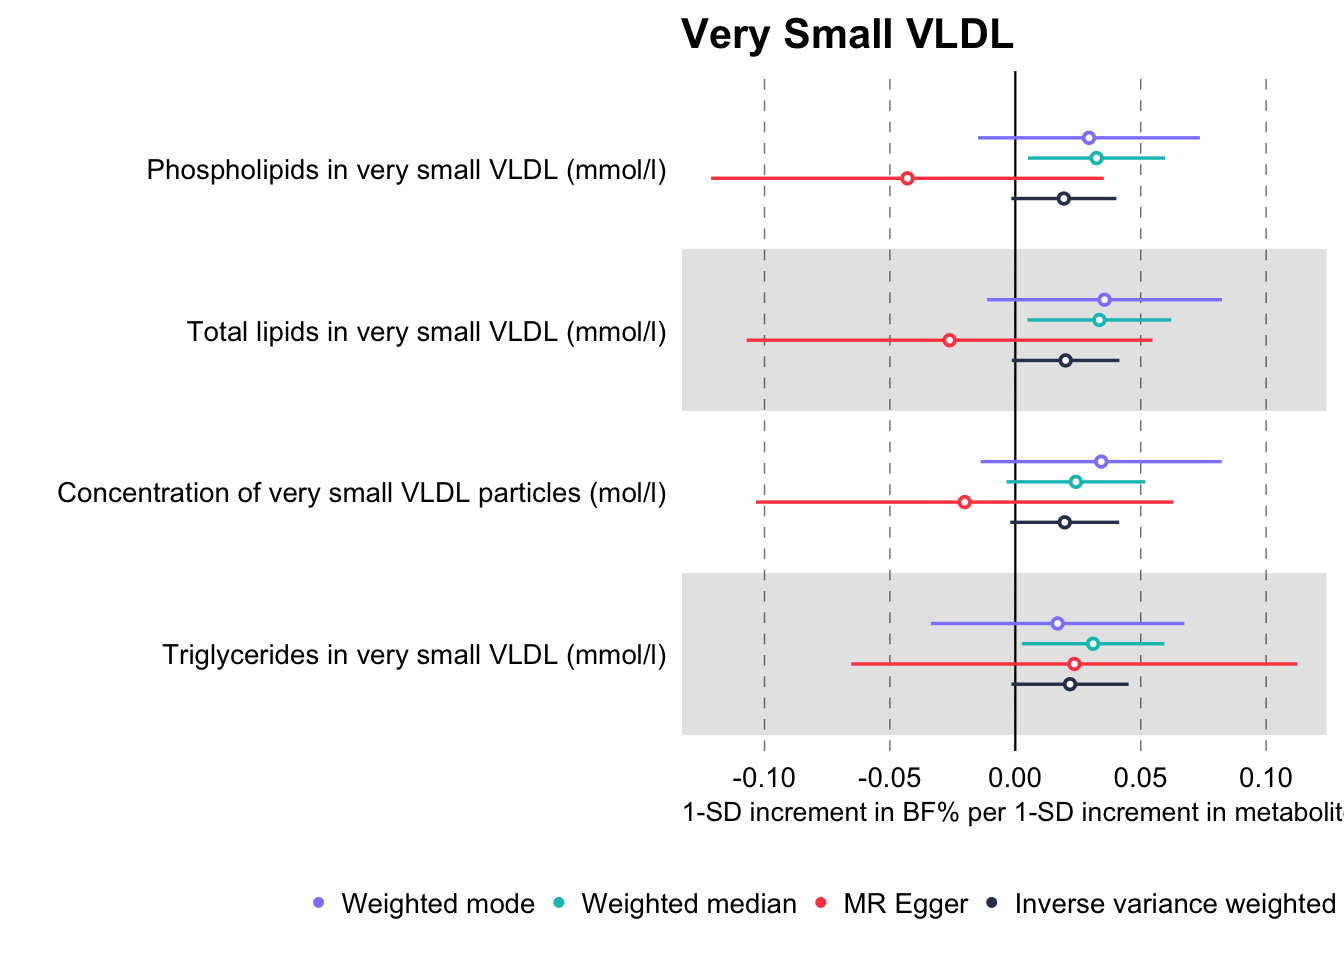 Very Small VLDL
Phospholipids in very small VLDL (mmol/l)
Total lipids in very small VLDL (mmol/l)
Concentration of very small VLDL particles (mol/l)
Triglycerides in very small VLDL (mmol/l)
-0.10 -0.05 0.00 0.05 0.10
1-SD increment in BF% per 1-SD increment in metabolit
Weighted mode Weighted median MR Egger Inverse variance weighted